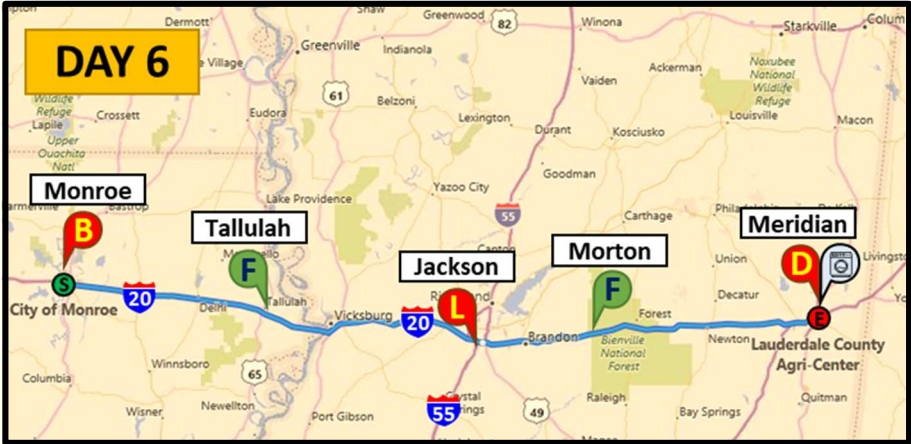 DAY 6
Dermott
Shaw
Greenwood
82
Winona
Starkville
Greenville
Indianola
Village
Vaiden
Ackerman
Noxubee
National
Wildlife
Refuge
61
Belzoni
Wildlife
Refuge
Crossett
Eudora
Lexington
Durant
Kosciusko
Louisville
Macon
Lapile
Upper
Ouachita
Natl
Goodman
Monroe
Bastrop
Lake Providence
Yazoo City
Carthage
Tallulah
Jackson
Morton
Meridian
55
B
F
L
F
D
Union
Livingst
S
20
City of Monroe
Delhi
Tallulah
Vicksburg
20
Decatur
Forest
E
Brandon
Newton
Lauderdale County
Agri-Center
Bienville
National
Forest
Winnsboro
65
Columbia
Wisner
Newellton
Port Gibson
55
Crystal
Springs
49
Raleigh
Bay Springs
Quitman